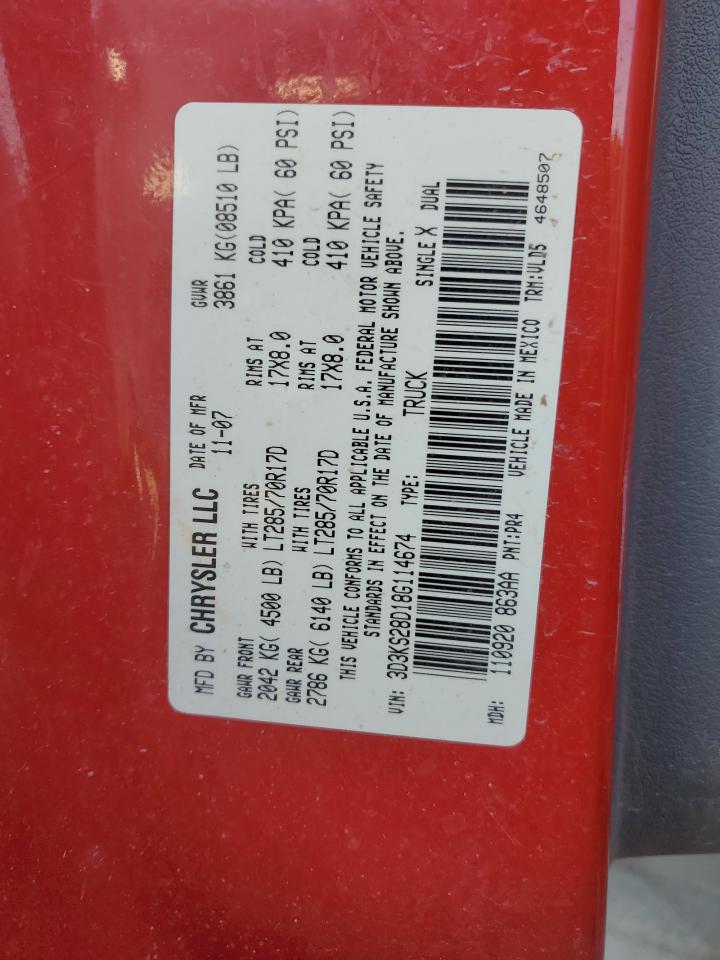 MFD BY CHRYSLER LLC DATE OF MFR GVWR
11-07 3861 KG(08510 LB)
GAWR FRONT WITH TIRES RIMS AT COLD
2042 KG( 4500 LB) LT285/70R17D 17X8.0 410 KPA( 60 PSI)
GAWR REAR WITH TIRES RIMS AT COLD
2786 KG( 6140 LB) LT285/70R17D 17X8.0 410 KPA( 60 PSI)
THIS VEHICLE CONFORMS TO ALL APPLICABLE U.S.A. FEDERAL MOTOR VEHICLE SAFETY
STANDARDS IN EFFECT ON THE DATE OF MANUFACTURE SHOWN ABOVE.
VIN: 3D3KS28D18G114674 TYPE: TRUCK SINGLE X DUAL
MDH: 110920 863AA PNT:PR4 VEHICLE MADE IN MEXICO TRM:VLD5 4648507